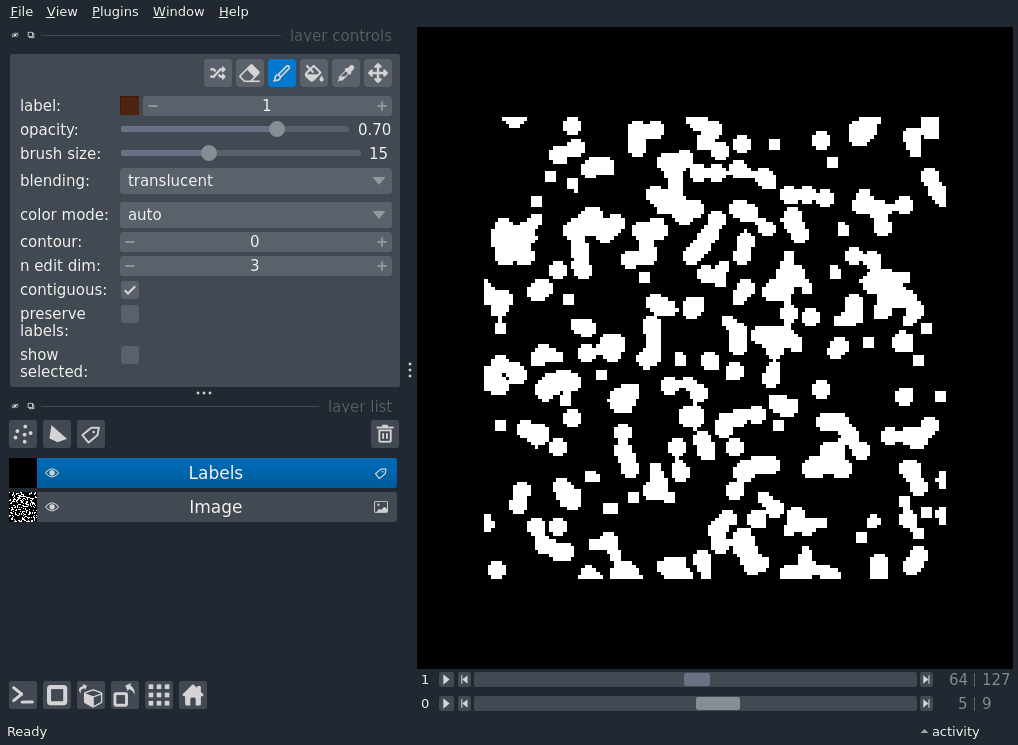 File View Plugins Window Help
layer controls
label: 1
opacity: 0.70
brush size: 15
blending: translucent
color mode: auto
contour: 0
n edit dim: 3
contiguous:
preserve
labels:
show
selected:
layer list
Labels
Image
1 64 | 127
0 5 | 9
Ready activity